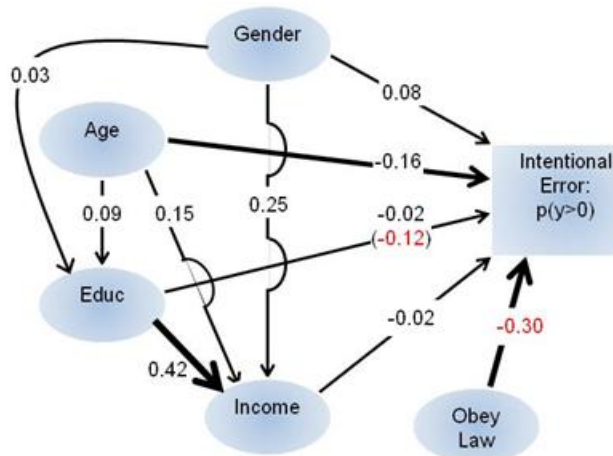 Gender
0.03
0.08
Age
-0.16
Intentional
Error:
p(y>0)
0.09
0.15
0.25
-0.02
(-0.12)
Educ
-0.02
-0.30
0.42
Income
Obey
Law